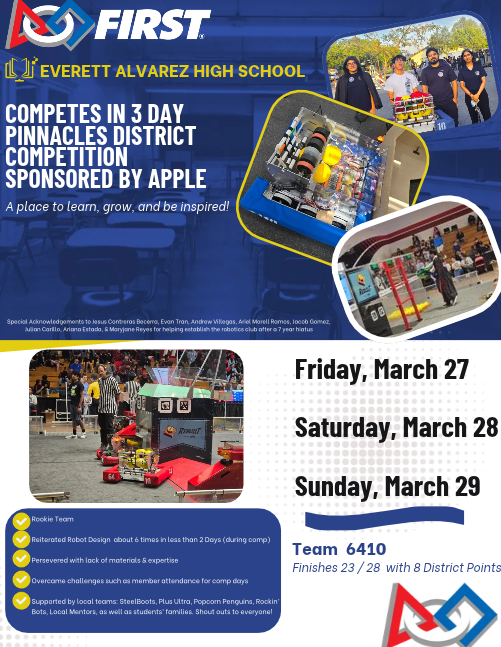 FIRST
EVERETT ALVAREZ HIGH SCHOOL
COMPETES IN 3 DAY
PINNACLES DISTRICT
COMPETITION
SPONSORED BY APPLE
A place to learn, grow, and be inspired!
Special Acknowledgements to Jesus Contreras Becerra, Evan Tran, Andrew Villegas, Ariel Morell Ramos, Jacob Gomez,
Julian Carillo, Ariana Estada, & Maryjane Reyes for helping establish the robotics club after a 7 year hiatus
Friday, March 27
Saturday, March 28
Sunday, March 29
Team 6410
Finishes 23 / 28 with 8 District Points
Rookie Team
Reiterated Robot Design about 6 times in less than 2 Days (during comp)
Persevered with lack of materials & expertise
Overcame challenges such as member attendance for comp days
Supported by local teams: SteelBoots, Plus Ultra, Popcorn Penguins, Rockin'
Bots, Local Mentors, as well as students' families. Shout outs to everyone!